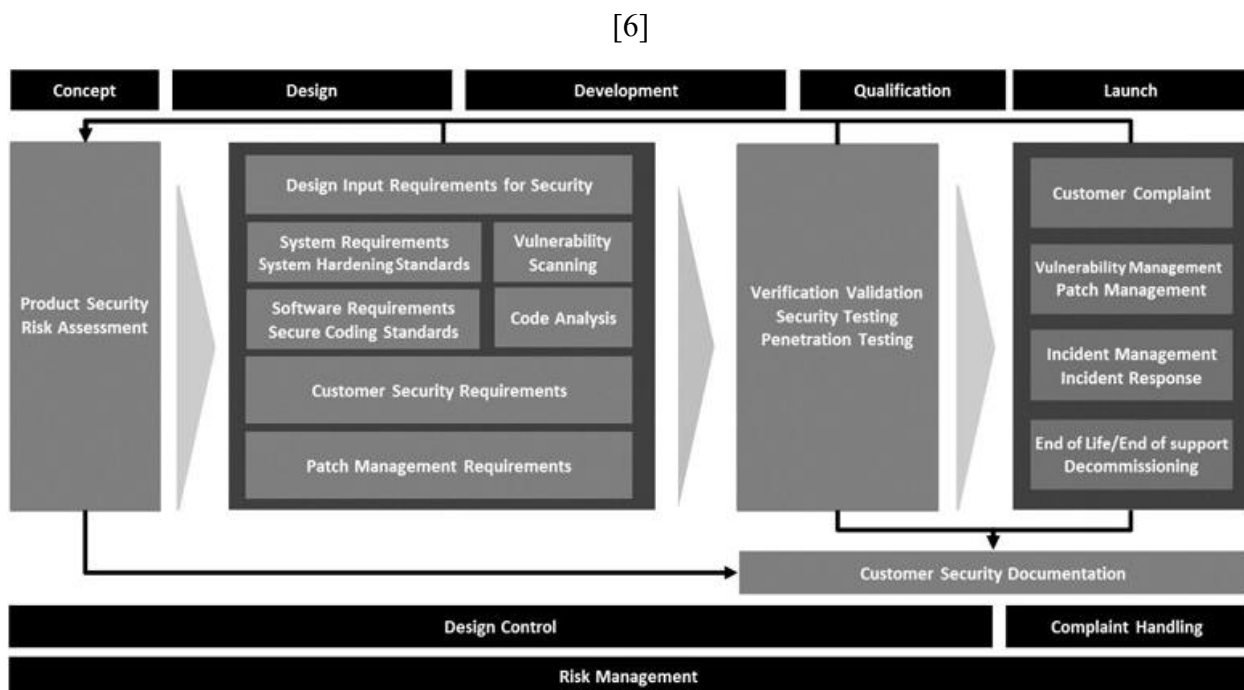 [6]
Concept
Design
Development
Qualification
Launch
Product Security
Risk Assessment
Design Input Requirements for Security
System Requirements
System Hardening Standards
Vulnerability
Scanning
Software Requirements
Secure Coding Standards
Code Analysis
Customer Security Requirements
Patch Management Requirements
Verification Validation
Security Testing
Penetration Testing
Customer Complaint
Vulnerability Management
Patch Management
Incident Management
Incident Response
End of Life/End of support
Decommissioning
Customer Security Documentation
Design Control
Complaint Handling
Risk Management